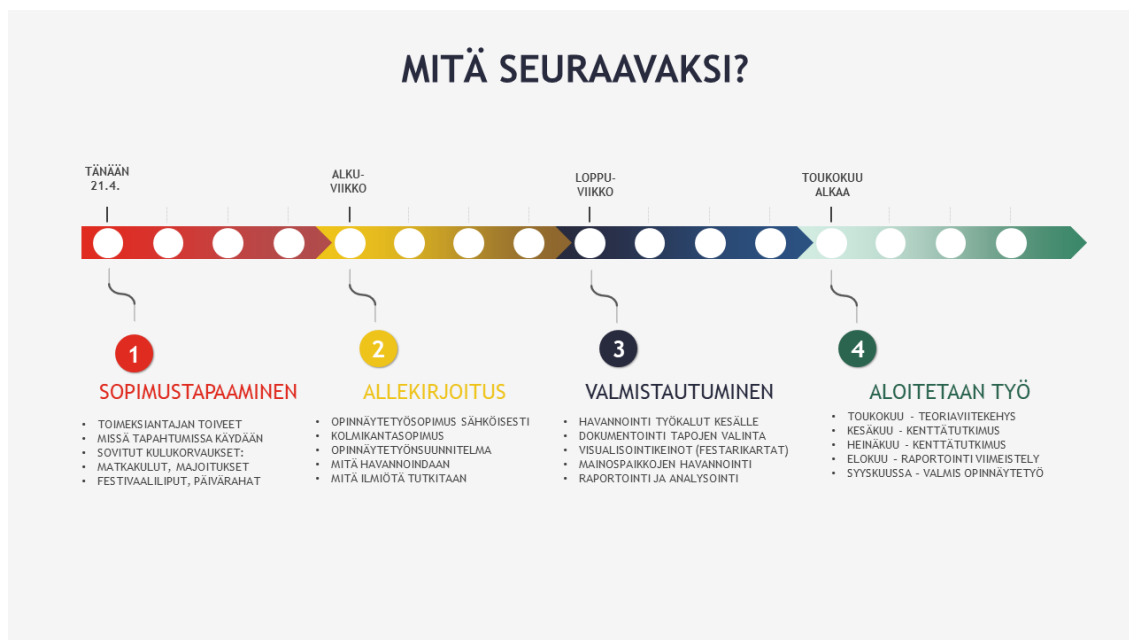 MITÄ SEURAAVAKSI?
TÄNÄÄN
21.4.
ALKU-
VIIKKO
LOPPU-
VIIKKO
TOUKOKUU
ALKAA
1
SOPIMUSTAPAAMINEN
• TOIMEKSIANTAJAN TOIVEET
• MISSÄ TAPAHTUMISSA KÄYDÄÄN
• SOVITUT KULUKORVAUKSET:
• MATKAKULUT, MAJOITUKSET
• FESTIVAALILIPUT, PÄIVÄRAHAT
2
ALLEKIRJOITUS
• OPINNÄYTETYÖSOPIMUS SÄHKÖISESTI
• KOLMIKANTASOPIMUS
• OPINNÄYTETYÖNSUUNNITELMA
• MITÄ HAVANNOINDAAN
• MITÄ ILMIÖTÄ TUTKITAAN
3
VALMISTAUTUMINEN
• HAVANNOINTI TYÖKALUT KESÄLLE
• DOKUMENTOINTI TAPOJEN VALINTA
• VISUALISOINTIKEINOT (FESTARIKARTAT)
• MAINOSPAIKKOJEN HAVANNOINTI
• RAPORTOINTI JA ANALYSOINTI
4
ALOITETAAN TYÖ
• TOUKOKUU - TEORIAVIITEKEHYS
• KESÄKUU - KENTTÄTUTKIMUS
• HEINÄKUU - KENTTÄTUTKIMUS
• ELOKUU - RAPORTOINTI VIIMEISTELY
• SYYSKUUSSA - VALMIS OPINNÄYTETYÖ